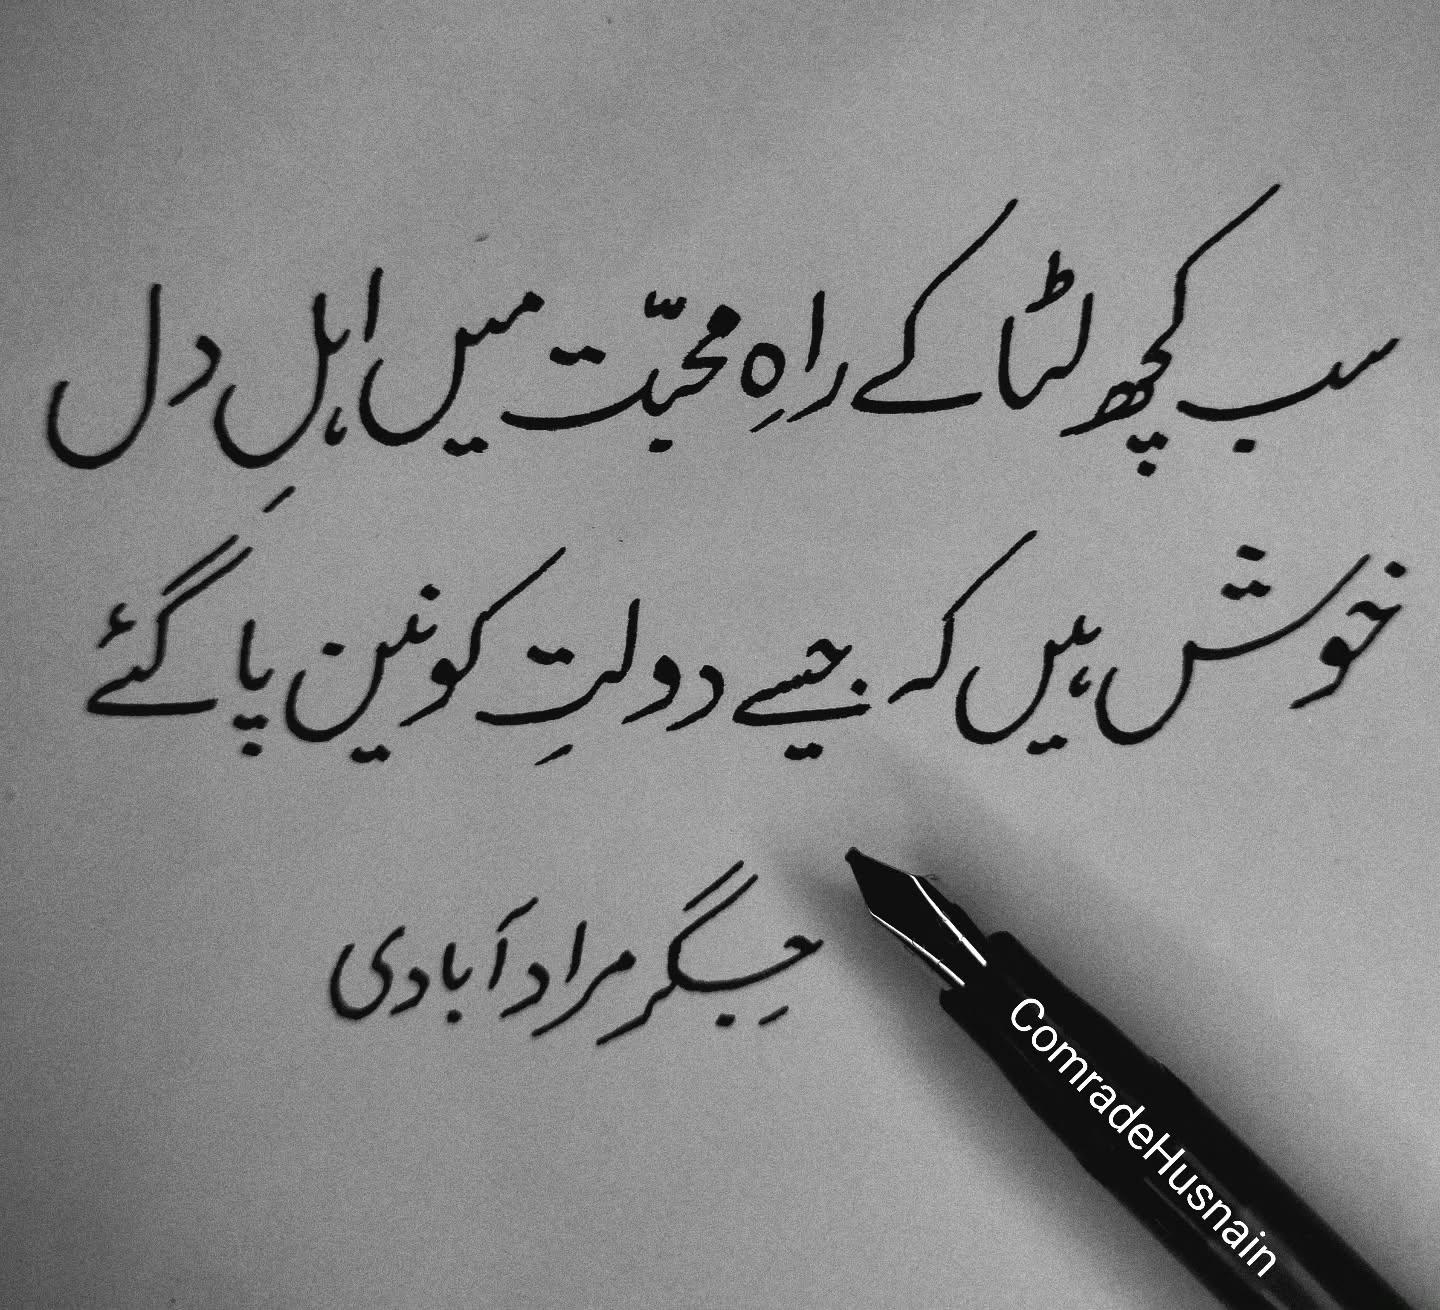 سب کچھ لٹا کے راہِ محبّت میں اہلِ دل
خوش ہیں کہ جیسے دولتِ کونین پا گئے
جِگر مراد آبادی
ComradeHusnain